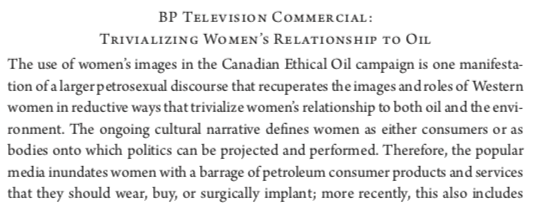 BP Television Commercial:
Trivializing Women's Relationship to Oil
The use of women's images in the Canadian Ethical Oil campaign is one manifesta-
tion of a larger petrosexual discourse that recuperates the images and roles of Western
women in reductive ways that trivialize women's relationship to both oil and the envi-
ronment. The ongoing cultural narrative defines women as either consumers or as
bodies onto which politics can be projected and performed. Therefore, the popular
media inundates women with a barrage of petroleum consumer products and services
that they should wear, buy, or surgically implant; more recently, this also includes